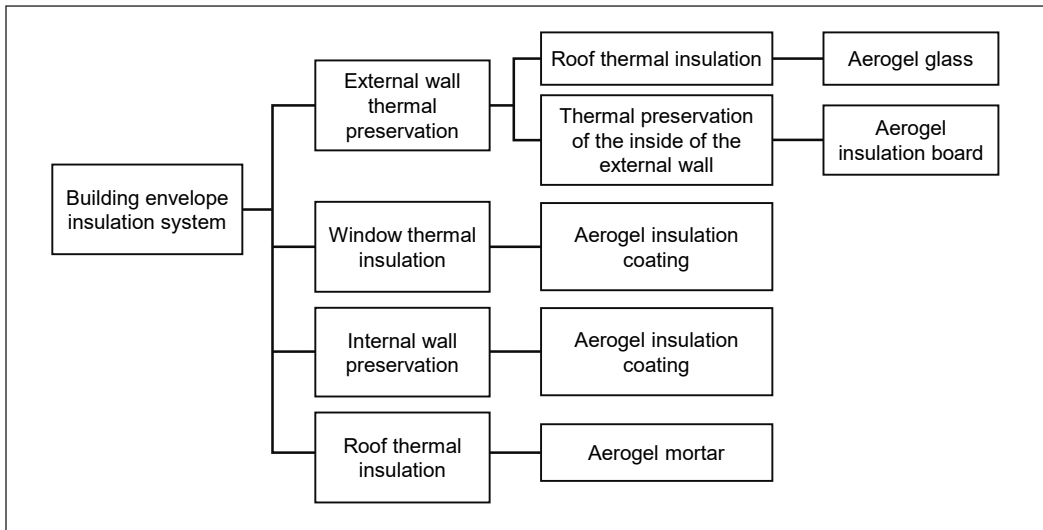 Building envelope
insulation system
External wall
thermal
preservation
Roof thermal insulation
Aerogel glass
Thermal preservation
of the inside of the
external wall
Aerogel
insulation board
Window thermal
insulation
Aerogel insulation
coating
Internal wall
preservation
Aerogel insulation
coating
Roof thermal
insulation
Aerogel mortar